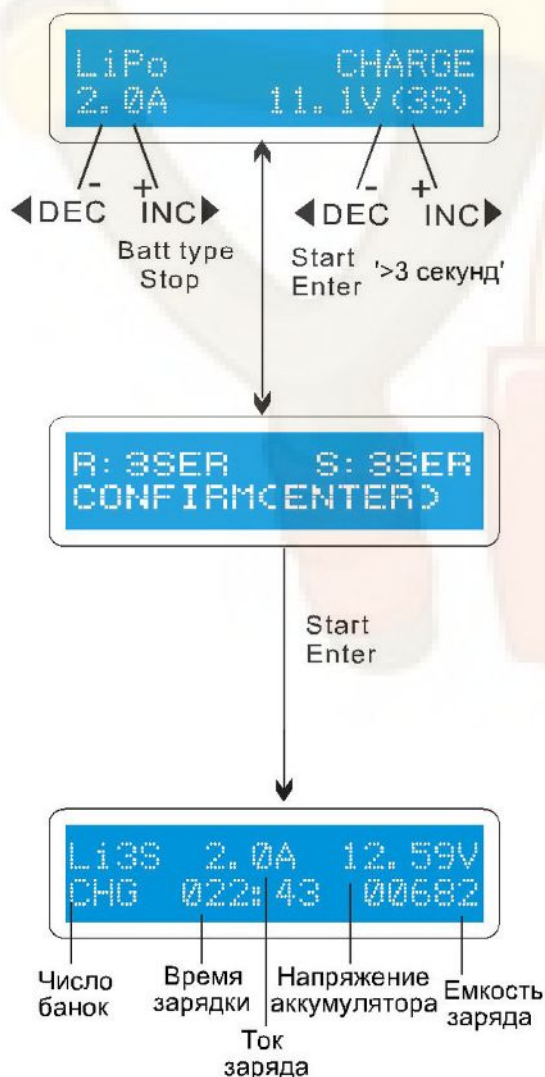 LiPo CHARGE
2.0A 11.1V(3S)
- + - +
◀DEC INC▶ ◀DEC INC▶
Batt type Start '>3 секунд'
Stop Enter
R: 3SER S: 3SER
CONFIRM(ENTER)
Start
Enter
Li3S 2.0A 12.59V
CHG 022:43 00682
Число Время Напряжение Емкость
банок зарядки аккумулятора заряда
Ток
заряда